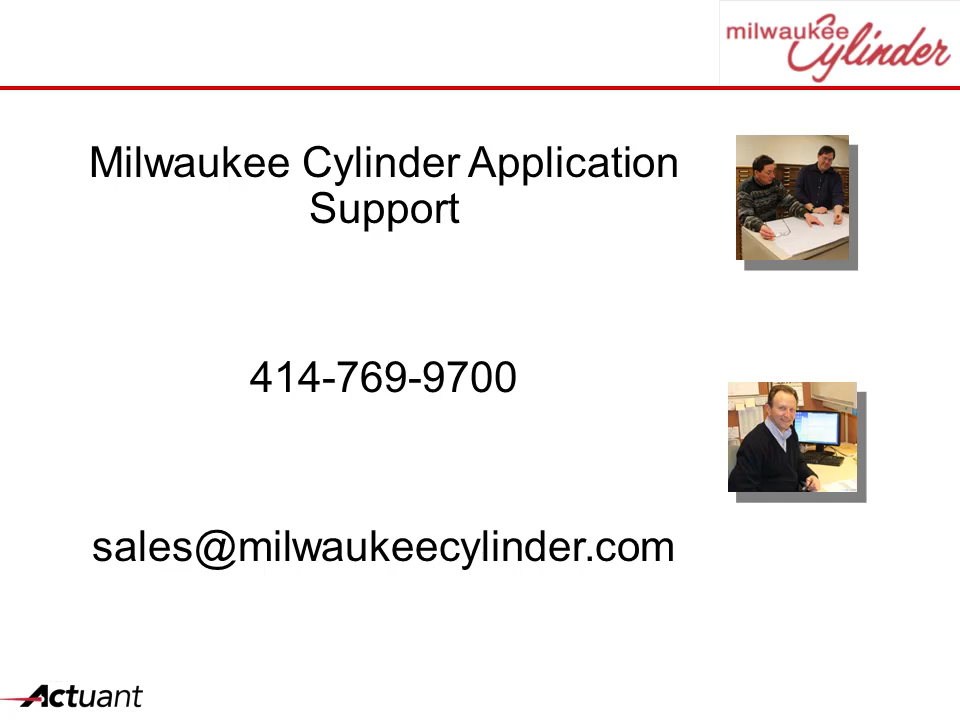 milwaukee
Cylinder
Milwaukee Cylinder Application
Support
414-769-9700
sales@milwaukeecylinder.com
Actuant